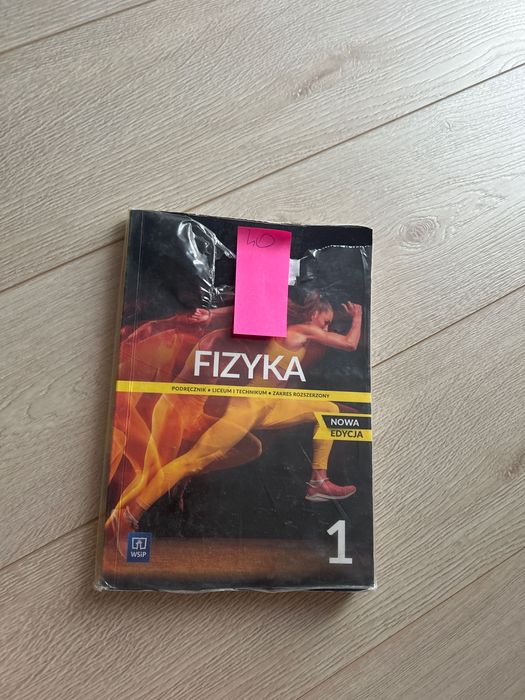 40
FIZYKA
PODRĘCZNIK • LICEUM I TECHNIKUM • ZAKRES ROZSZERZONY
NOWA
EDYCJA
WSiP
1